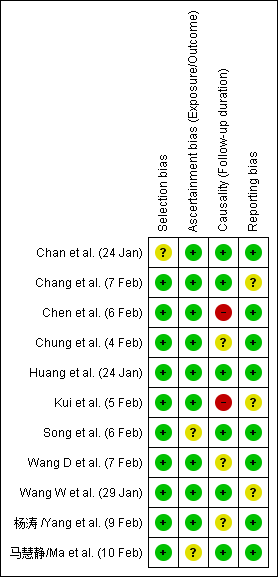 Selection bias
Ascertainment bias (Exposure/Outcome)
Causality (Follow-up duration)
Reporting bias
Chan et al. (24 Jan) ? + + +
Chang et al. (7 Feb) + + + ?
Chen et al. (6 Feb) + + - +
Chung et al. (4 Feb) + + ? +
Huang et al. (24 Jan) + + + +
Kui et al. (5 Feb) + + - ?
Song et al. (6 Feb) + ? + +
Wang D et al. (7 Feb) + + ? +
Wang W et al. (29 Jan) + + + ?
杨涛 /Yang et al. (9 Feb) + + ? +
马慧静/Ma et al. (10 Feb) + ? + +